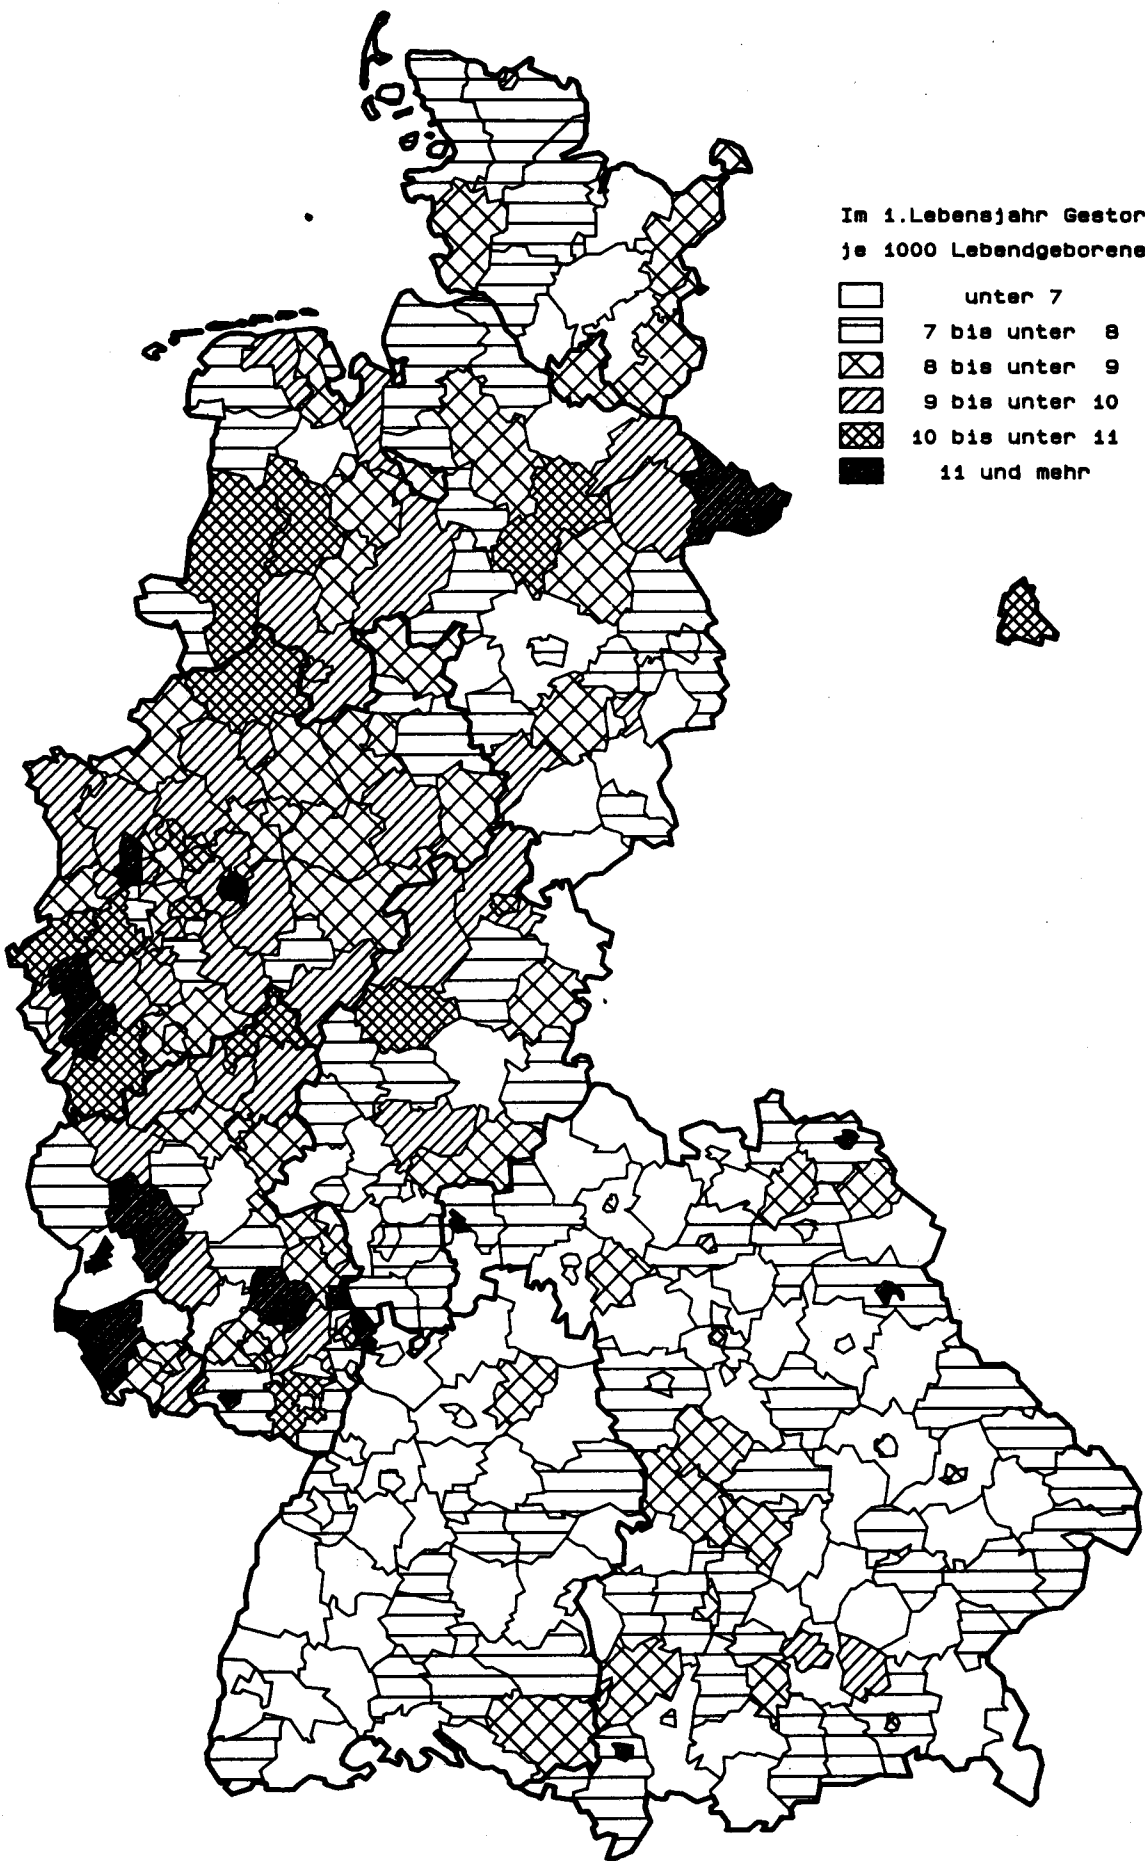 Im 1.Lebensjahr Gestor
je 1000 Lebendgeborene
unter 7
7 bis unter 8
8 bis unter 9
9 bis unter 10
10 bis unter 11
11 und mehr